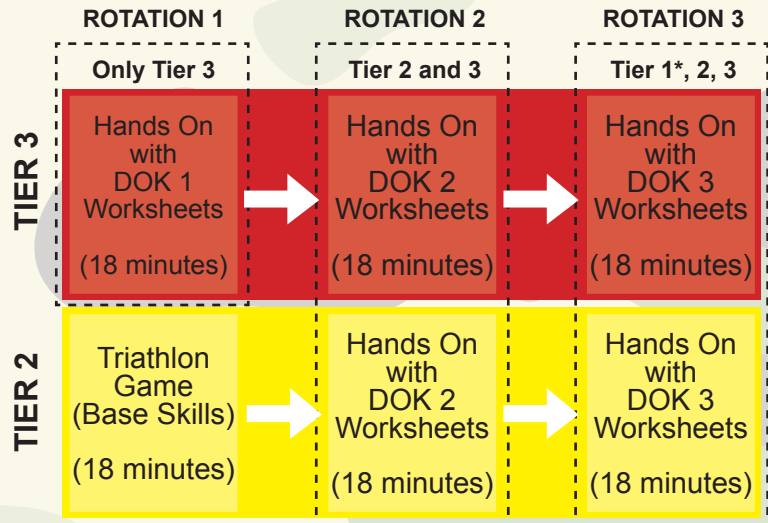 ROTATION 1
ROTATION 2
ROTATION 3
Only Tier 3
Tier 2 and 3
Tier 1*, 2, 3
TIER 3
Hands On
with
DOK 1
Worksheets
(18 minutes)
Hands On
with
DOK 2
Worksheets
(18 minutes)
Hands On
with
DOK 3
Worksheets
(18 minutes)
TIER 2
Triathlon
Game
(Base Skills)
(18 minutes)
Hands On
with
DOK 2
Worksheets
(18 minutes)
Hands On
with
DOK 3
Worksheets
(18 minutes)